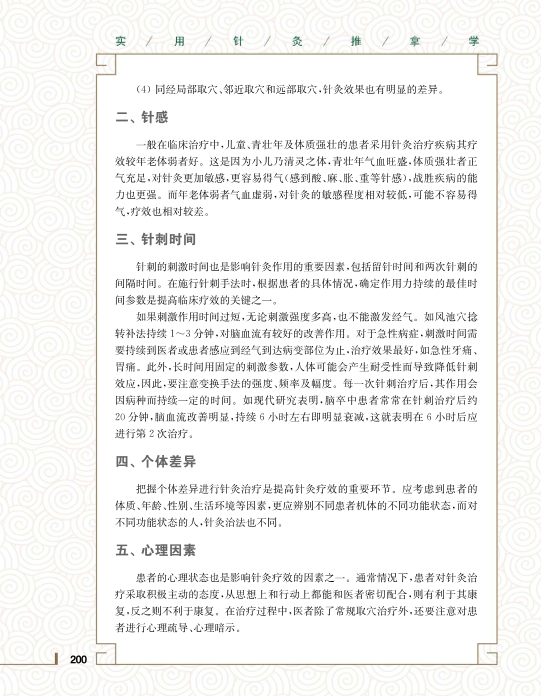 实 / 用 / 针 / 灸 / 推 / 拿 / 学
(4) 同经局部取穴、邻近取穴和远部取穴,针灸效果也有明显的差异。
二、针感
一般在临床治疗中,儿童、青壮年及体质强壮的患者采用针灸治疗疾病其疗
效较年老体弱者好。这是因为小儿乃清灵之体,青壮年气血旺盛,体质强壮者正
气充足,对针灸更加敏感,更容易得气(感到酸、麻、胀、重等针感),战胜疾病的能
力也更强。而年老体弱者气血虚弱,对针灸的敏感程度相对较低,可能不容易得
气,疗效也相对较差。
三、针刺时间
针刺的刺激时间也是影响针灸作用的重要因素,包括留针时间和两次针刺的
间隔时间。在施行针刺手法时,根据患者的具体情况,确定作用力持续的最佳时
间参数是提高临床疗效的关键之一。
如果刺激作用时间过短,无论刺激强度多高,也不能激发经气。如风池穴捻
转补法持续 1～3 分钟,对脑血流有较好的改善作用。对于急性病症,刺激时间需
要持续到医者或患者感应到经气到达病变部位为止,治疗效果最好,如急性牙痛、
胃痛。此外,长时间用固定的刺激参数,人体可能会产生耐受性而导致降低针刺
效应,因此,要注意变换手法的强度、频率及幅度。每一次针刺治疗后,其作用会
因病种而持续一定的时间。如现代研究表明,脑卒中患者常常在针刺治疗后约
20 分钟,脑血流改善明显,持续 6 小时左右即明显衰减,这就表明在 6 小时后应
进行第 2 次治疗。
四、个体差异
把握个体差异进行针灸治疗是提高针灸疗效的重要环节。应考虑到患者的
体质、年龄、性别、生活环境等因素,更应辨别不同患者机体的不同功能状态,而对
不同功能状态的人,针灸治法也不同。
五、心理因素
患者的心理状态也是影响针灸疗效的因素之一。通常情况下,患者对针灸治
疗采取积极主动的态度,从思想上和行动上都能和医者密切配合,则有利于其康
复,反之则不利于康复。在治疗过程中,医者除了常规取穴治疗外,还要注意对患
者进行心理疏导、心理暗示。
200